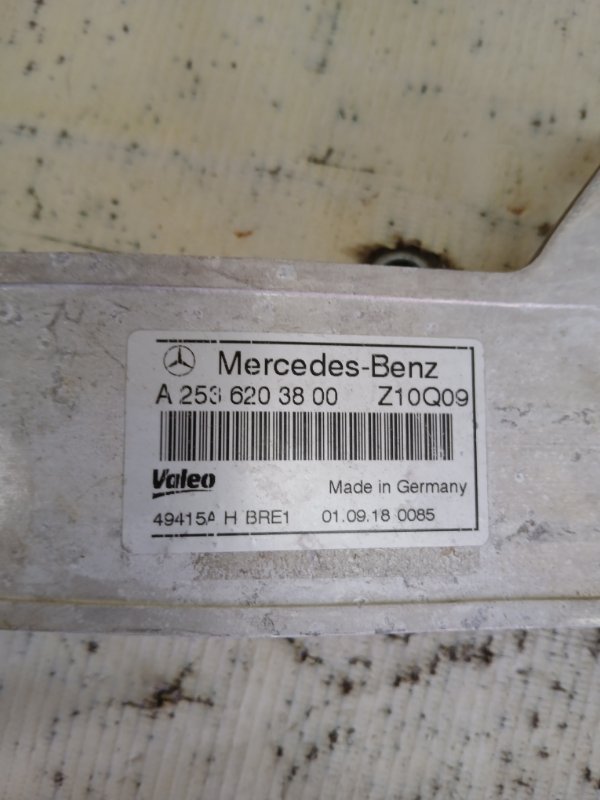 Mercedes-Benz
A 253 620 38 00 Z10Q09
Valeo Made in Germany
49415A H BRE1 01.09.18 0085